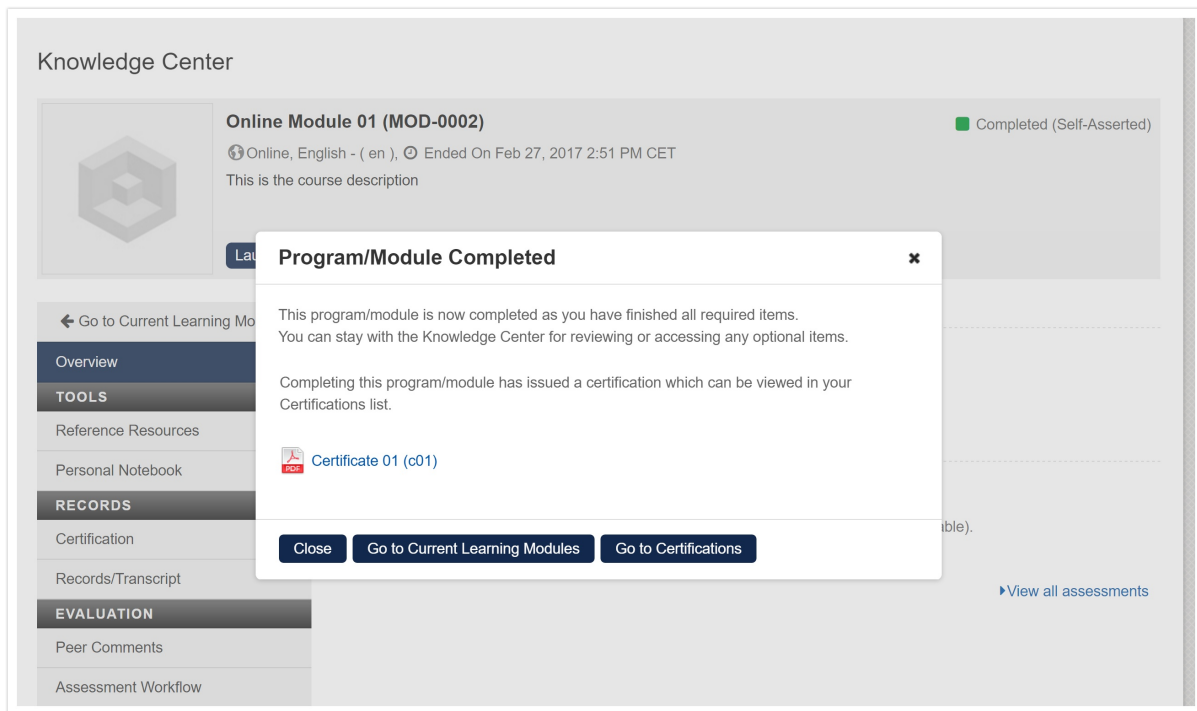 Knowledge Center
Online Module 01 (MOD-0002)
Completed (Self-Asserted)
Online, English - ( en ), Ended On Feb 27, 2017 2:51 PM CET
This is the course description
Program/Module Completed
This program/module is now completed as you have finished all required items.
You can stay with the Knowledge Center for reviewing or accessing any optional items.
Completing this program/module has issued a certification which can be viewed in your
Certifications list.
PDF
Certificate 01 (c01)
Close
Go to Current Learning Modules
Go to Certifications
Go to Current Learning
Overview
TOOLS
Reference Resources
Personal Notebook
RECORDS
Certification
Records/Transcript
EVALUATION
Peer Comments
Assessment Workflow
View all assessments